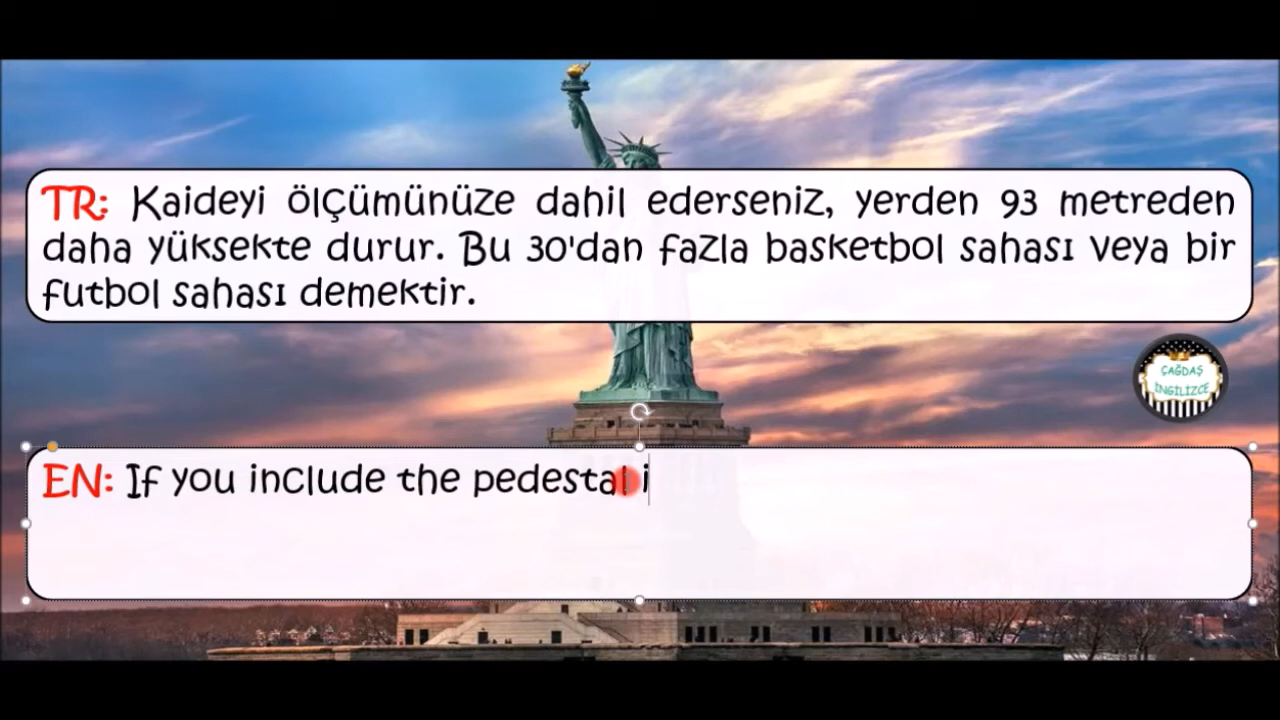 TR: Kaideyi ölçümünüze dahil ederseniz, yerden 93 metreden
daha yüksekte durur. Bu 30'dan fazla basketbol sahası veya bir
futbol sahası demektir.
ÇAĞDAŞ
İNGİLİZCE
EN: If you include the pedestal i